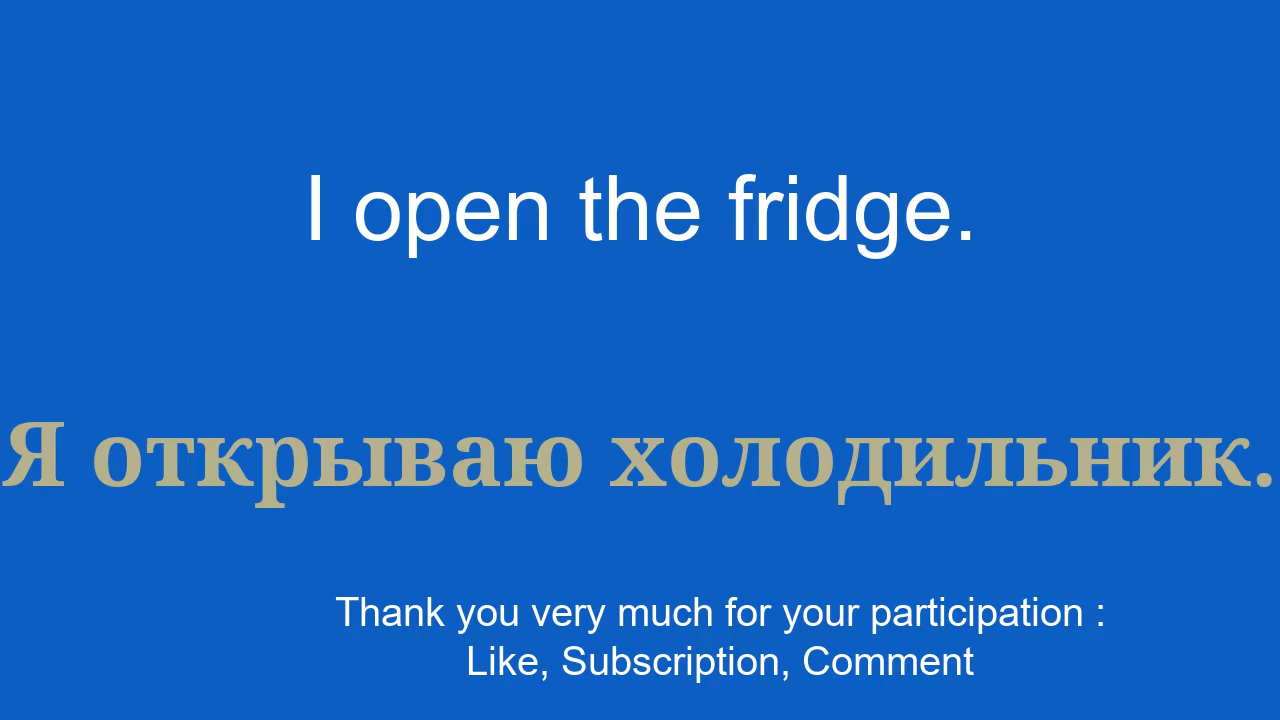 I open the fridge.
Я открываю холодильник.
Thank you very much for your participation :
Like, Subscription, Comment